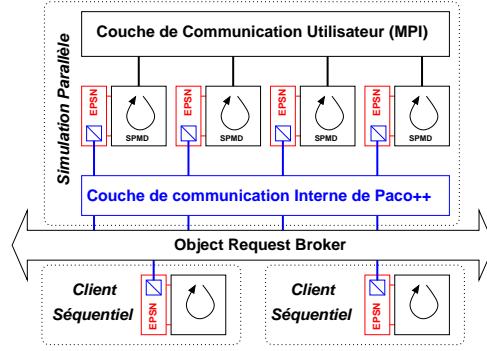 Couche de Communication Utilisateur (MPI)
Simulation Parallèle
EPSN
SPMD
EPSN
SPMD
EPSN
SPMD
EPSN
SPMD
Couche de communication Interne de Paco++
Object Request Broker
Client
Séquentiel
EPSN
Client
Séquentiel
EPSN